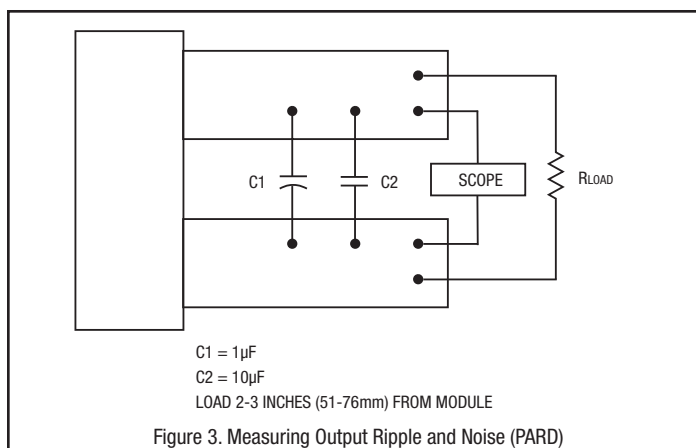 C1
C2
SCOPE
RLOAD
C1 = 1µF
C2 = 10µF
LOAD 2-3 INCHES (51-76mm) FROM MODULE
Figure 3. Measuring Output Ripple and Noise (PARD)